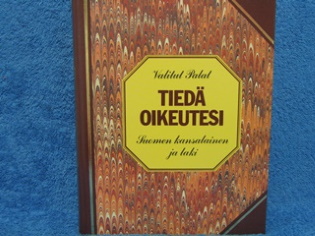 Valitut Palat
TIEDÄ
OIKEUTESI
Suomen kansalainen
ja laki